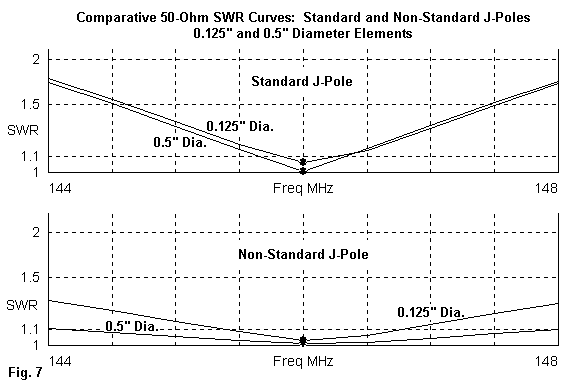 Comparative 50-Ohm SWR Curves:  Standard and Non-Standard J-Poles
0.125" and 0.5" Diameter Elements
2
Standard J-Pole
1.5
0.125" Dia.
SWR
0.5" Dia.
1.1
1
144
Freq MHz
148
2
Non-Standard J-Pole
1.5
SWR
0.125" Dia.
0.5" Dia.
1.1
1
144
Freq MHz
148
Fig. 7